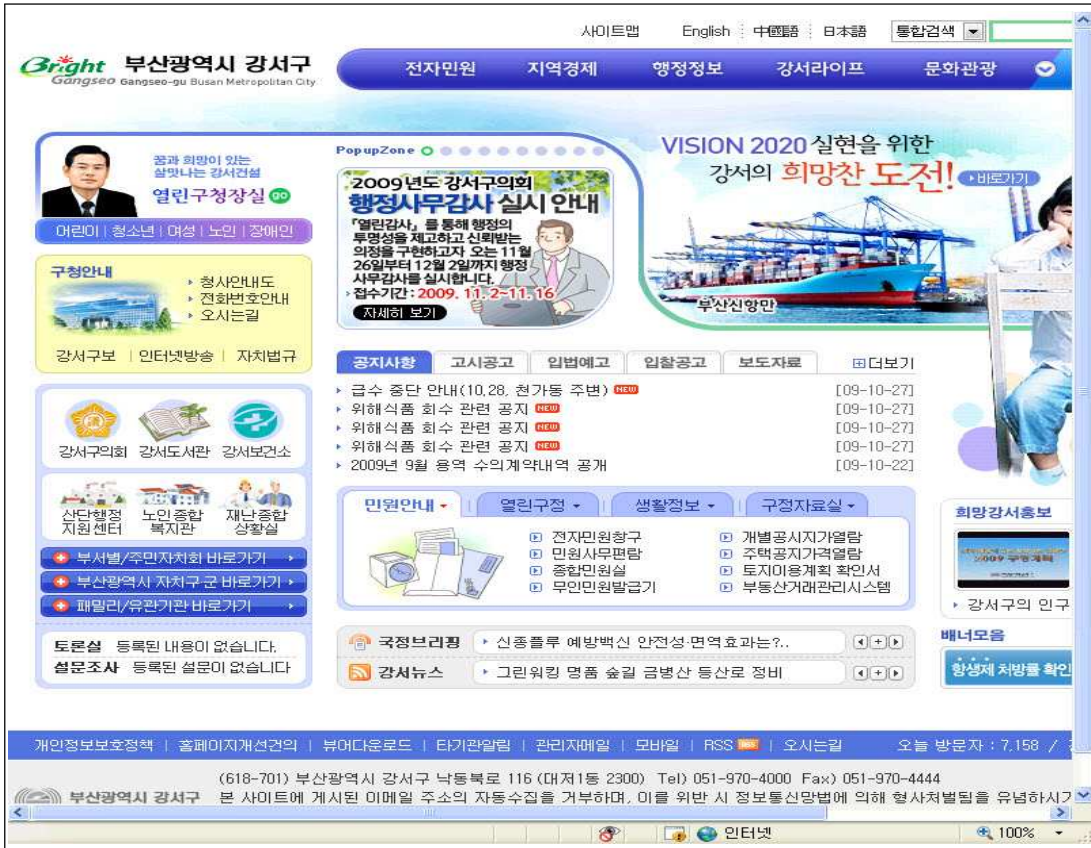 사이트맵 English 中國語 日本語 통합검색
Bright Gangseo 부산광역시 강서구
Gangseo-gu Busan Metropolitan City
전자민원 지역경제 행정정보 강서라이프 문화관광
꿈과 희망이 있는
살맛나는 강서건설
열린구청장실 go
어린이 | 청소년 | 여성 | 노인 | 장애인
구청안내
청사안내도
전화번호안내
오시는길
강서구보 | 인터넷방송 | 자치법규
강서구의회 강서도서관 강서보건소
산단행정
지원센터
노인종합
복지관
재난종합
상황실
부서별/주민자치회 바로가기
부산광역시 자치구·군 바로가기
패밀리/유관기관 바로가기
토론실 등록된 내용이 없습니다.
설문조사 등록된 설문이 없습니다
PopupZone
2009년도 강서구의회
행정사무감사 실시 안내
『열린감사』를 통해 행정의
투명성을 제고하고 신뢰받는
의정을 구현하고자 오는 11월
26일부터 12월 2일까지 행정
사무감사를 실시합니다.
접수기간 : 2009. 11. 2~11. 16
자세히 보기
VISION 2020 실현을 위한
강서의 희망찬 도전! 바로가기
부산신항만
공지사항 고시공고 입법예고 입찰공고 보도자료 더보기
급수 중단 안내(10.28, 천가동 주변) NEW [09-10-27]
위해식품 회수 관련 공지 NEW [09-10-27]
위해식품 회수 관련 공지 NEW [09-10-27]
위해식품 회수 관련 공지 NEW [09-10-27]
2009년 9월 용역 수의계약내역 공개 [09-10-22]
민원안내 열린구정 생활정보 구정자료실
전자민원창구
민원사무편람
종합민원실
무인민원발급기
개별공시지가열람
주택공지가격열람
토지이용계획 확인서
부동산거래관리시스템
국정브리핑 신종플루 예방백신 안전성·면역효과는?..
강서뉴스 그린워킹 명품 숲길 금병산 등산로 정비
희망강서홍보
2009 구정계획
강서구의 인구
배너모음
항생제 처방률 확인
개인정보보호정책 | 홈페이지개선건의 | 뷰어다운로드 | 타기관알림 | 관리자메일 | 모바일 | RSS | 오시는길 오늘 방문자 : 7,158 /
(618-701) 부산광역시 강서구 낙동북로 116 (대저1동 2300) Tel) 051-970-4000 Fax) 051-970-4444
부산광역시 강서구 본 사이트에 게시된 이메일 주소의 자동수집을 거부하며, 이를 위반 시 정보통신망법에 의해 형사처벌됨을 유념하시기
인터넷 100%